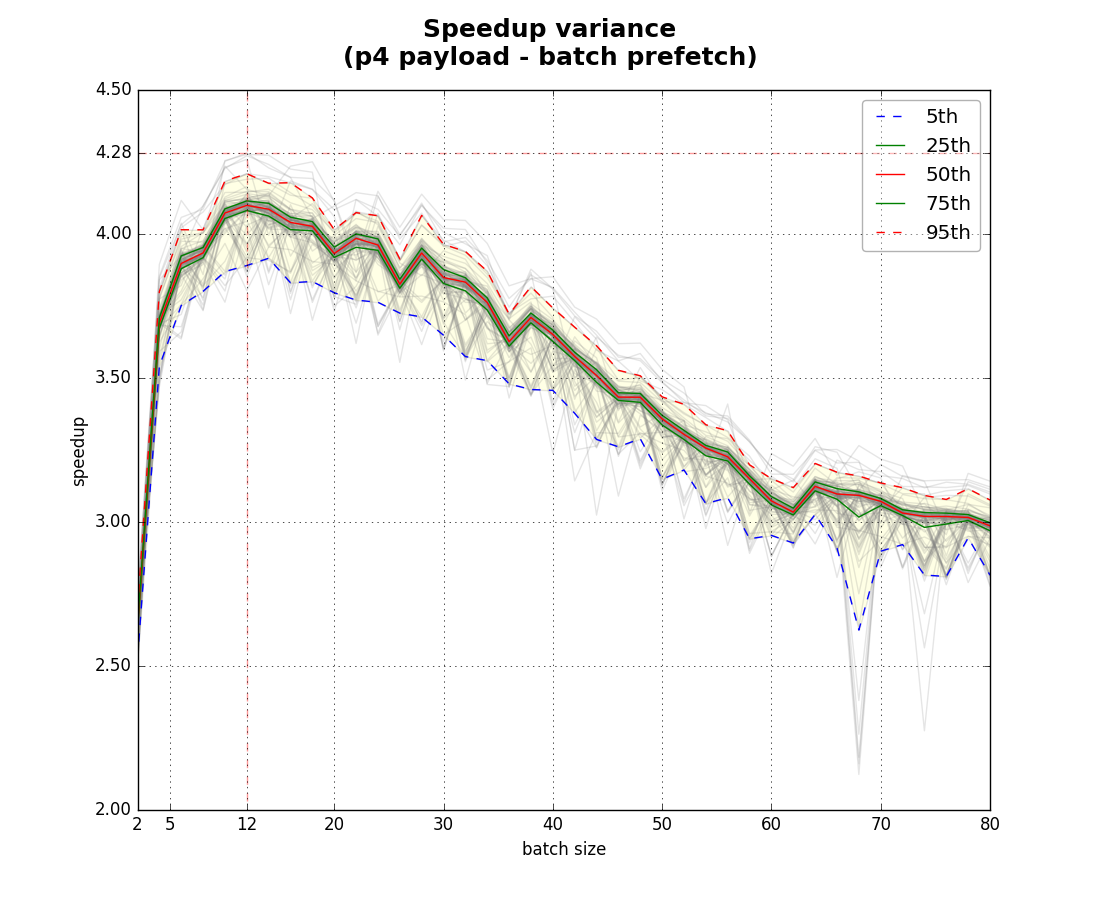 Speedup variance
(p4 payload - batch prefetch)
4.50
4.28
4.00
3.50
3.00
2.50
2.00
speedup
5th
25th
50th
75th
95th
2 5 12 20 30 40 50 60 70 80
batch size